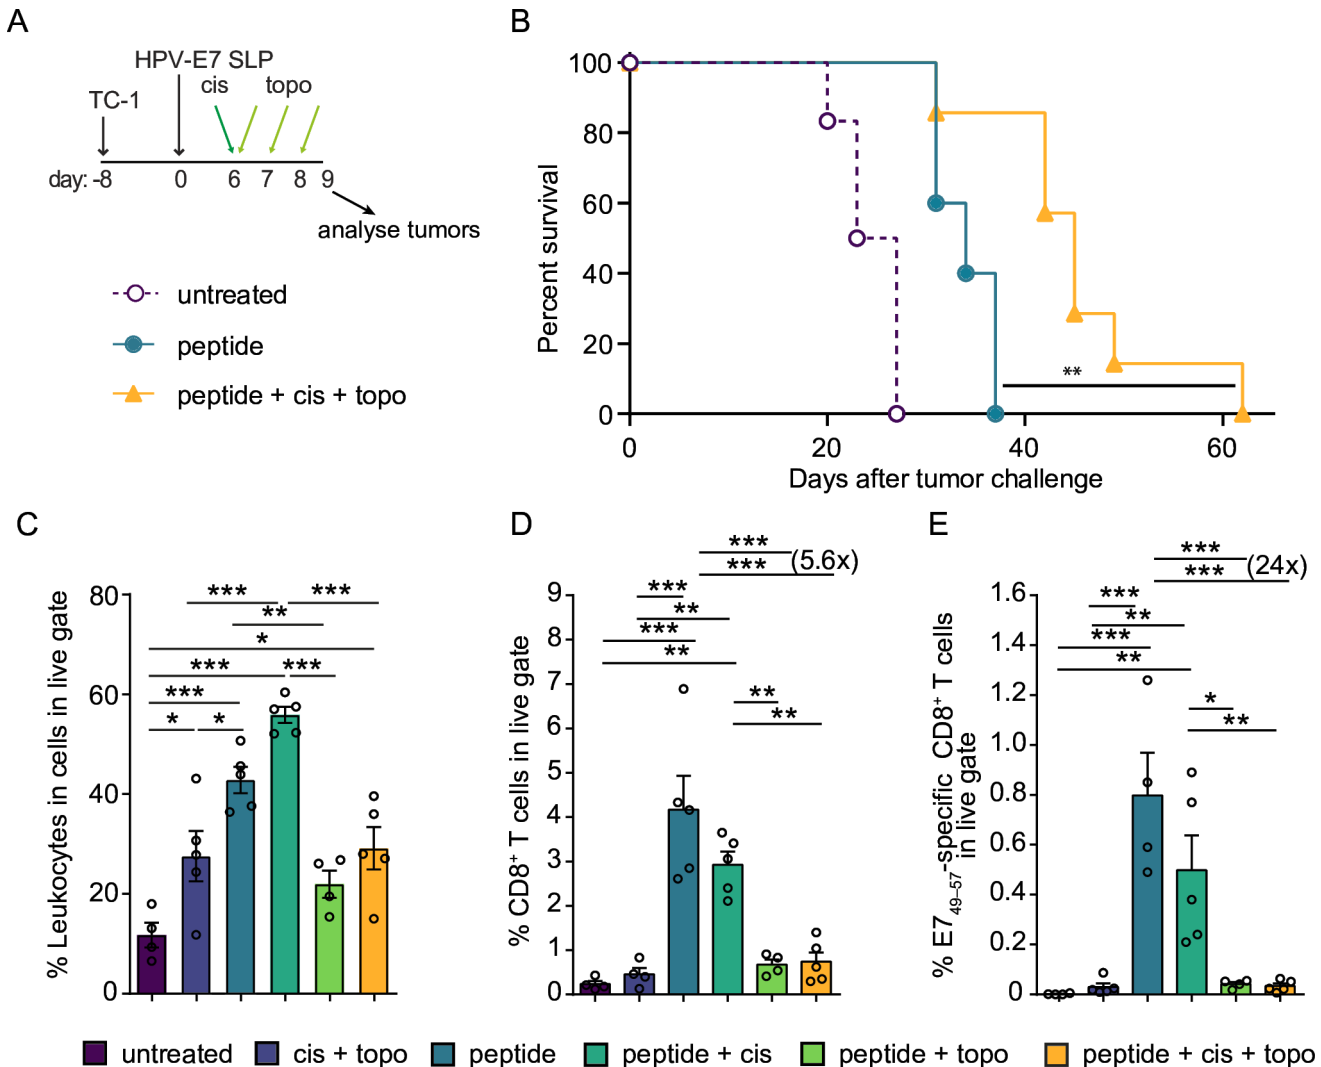 A
HPV-E7 SLP
cis topo
TC-1
day: -8 0 6 7 8 9
analyse tumors
untreated
peptide
peptide + cis + topo
B
Percent survival
100
80
60
40
20
0
**
0 20 40 60
Days after tumor challenge
C
% Leukocytes in cells in live gate
80
60
40
20
0
*** ***
**
*
*** ***
***
* *
D
% CD8+ T cells in live gate
9
8
7
6
5
4
3
2
1
0
***
*** (5.6x)
***
**
***
**
**
**
E
% E749–57-specific CD8+ T cells
in live gate
1.6
1.4
1.2
1.0
0.8
0.6
0.4
0.2
0
***
*** (24x)
***
**
***
**
*
**
untreated cis + topo peptide peptide + cis peptide + topo peptide + cis + topo